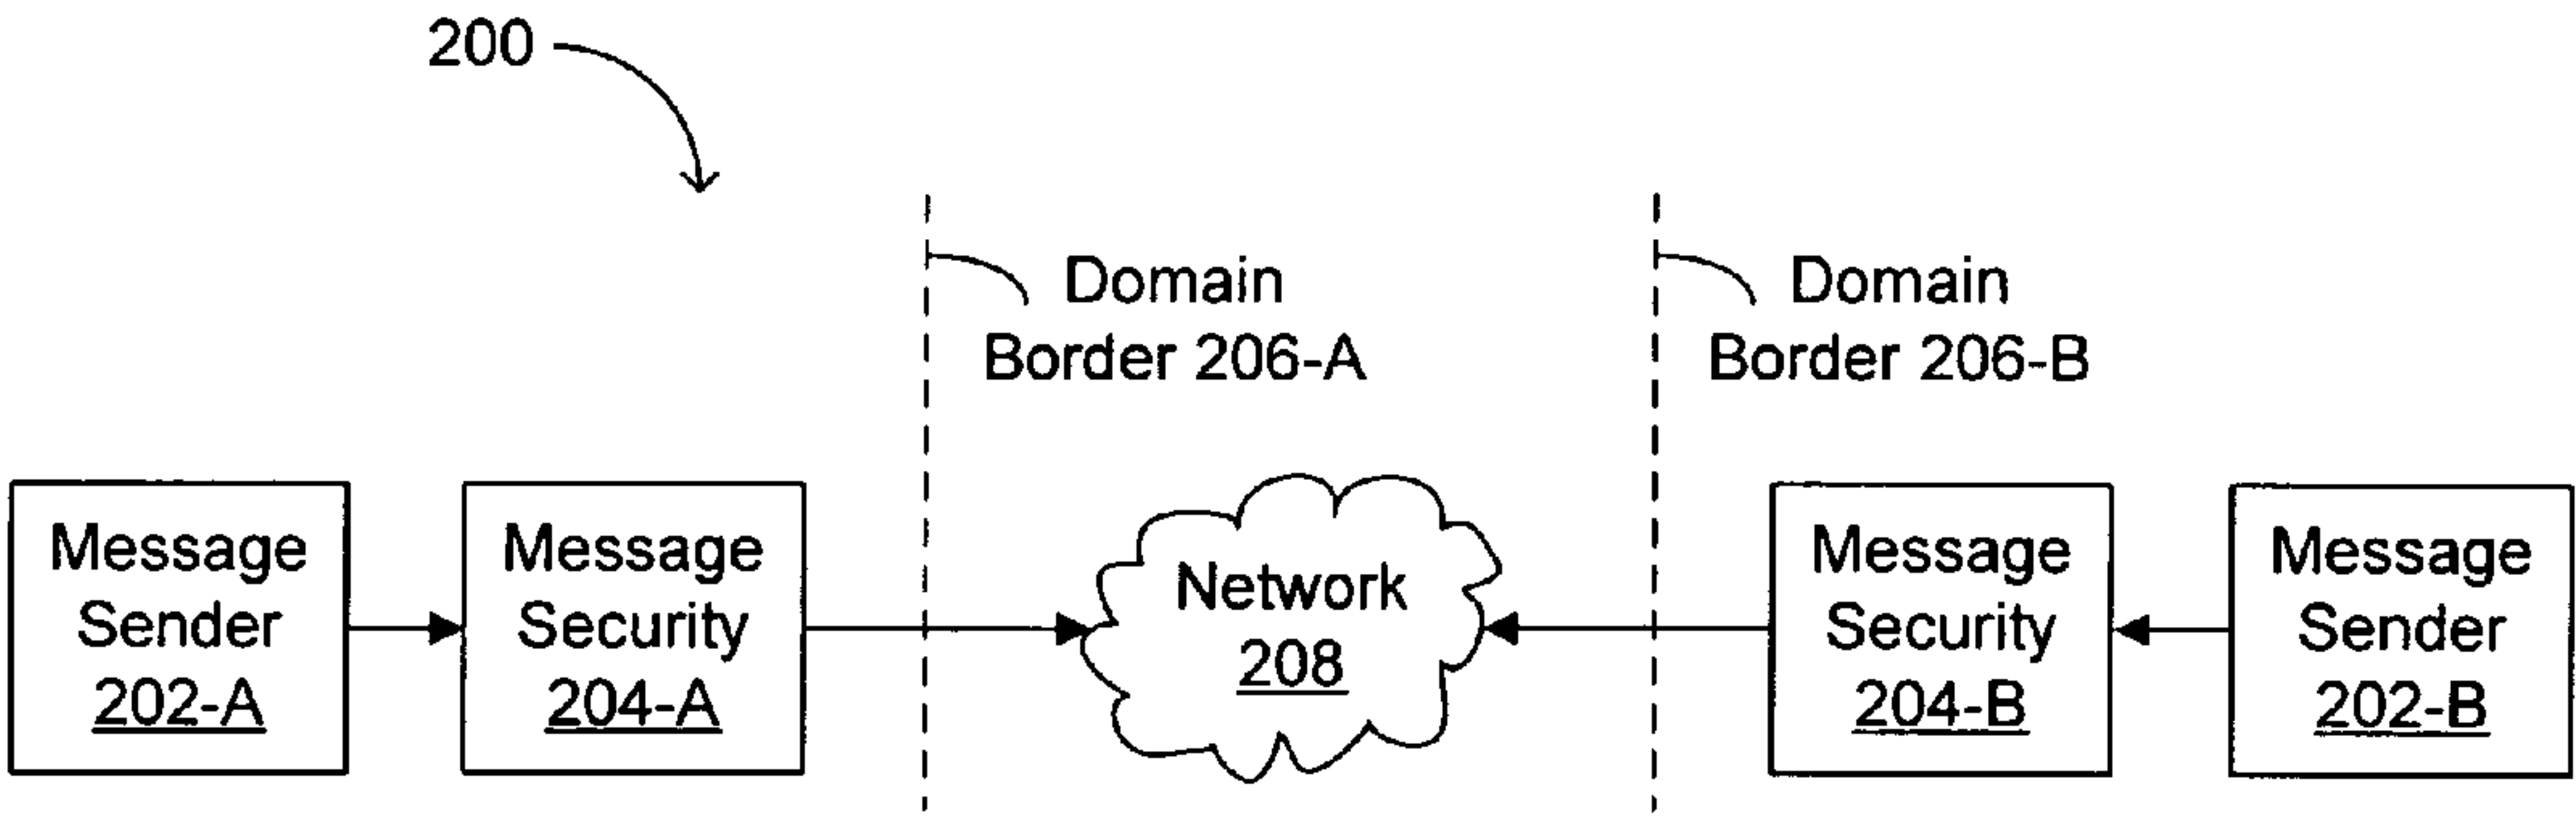 200
Domain
Border 206-A
Domain
Border 206-B
Message
Sender
202-A
Message
Security
204-A
Network
208
Message
Security
204-B
Message
Sender
202-B